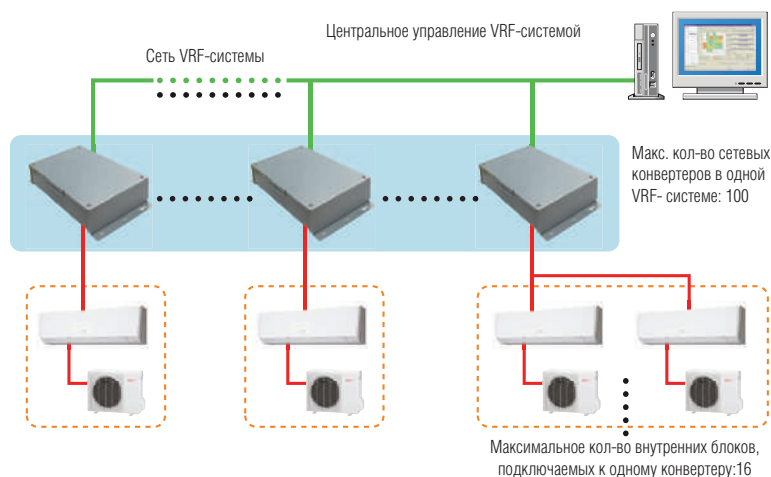 Центральное управление VRF-системой
Сеть VRF-системы
Макс. кол-во сетевых
конвертеров в одной
VRF- системе: 100
Максимальное кол-во внутренних блоков,
подключаемых к одному конвертеру:16